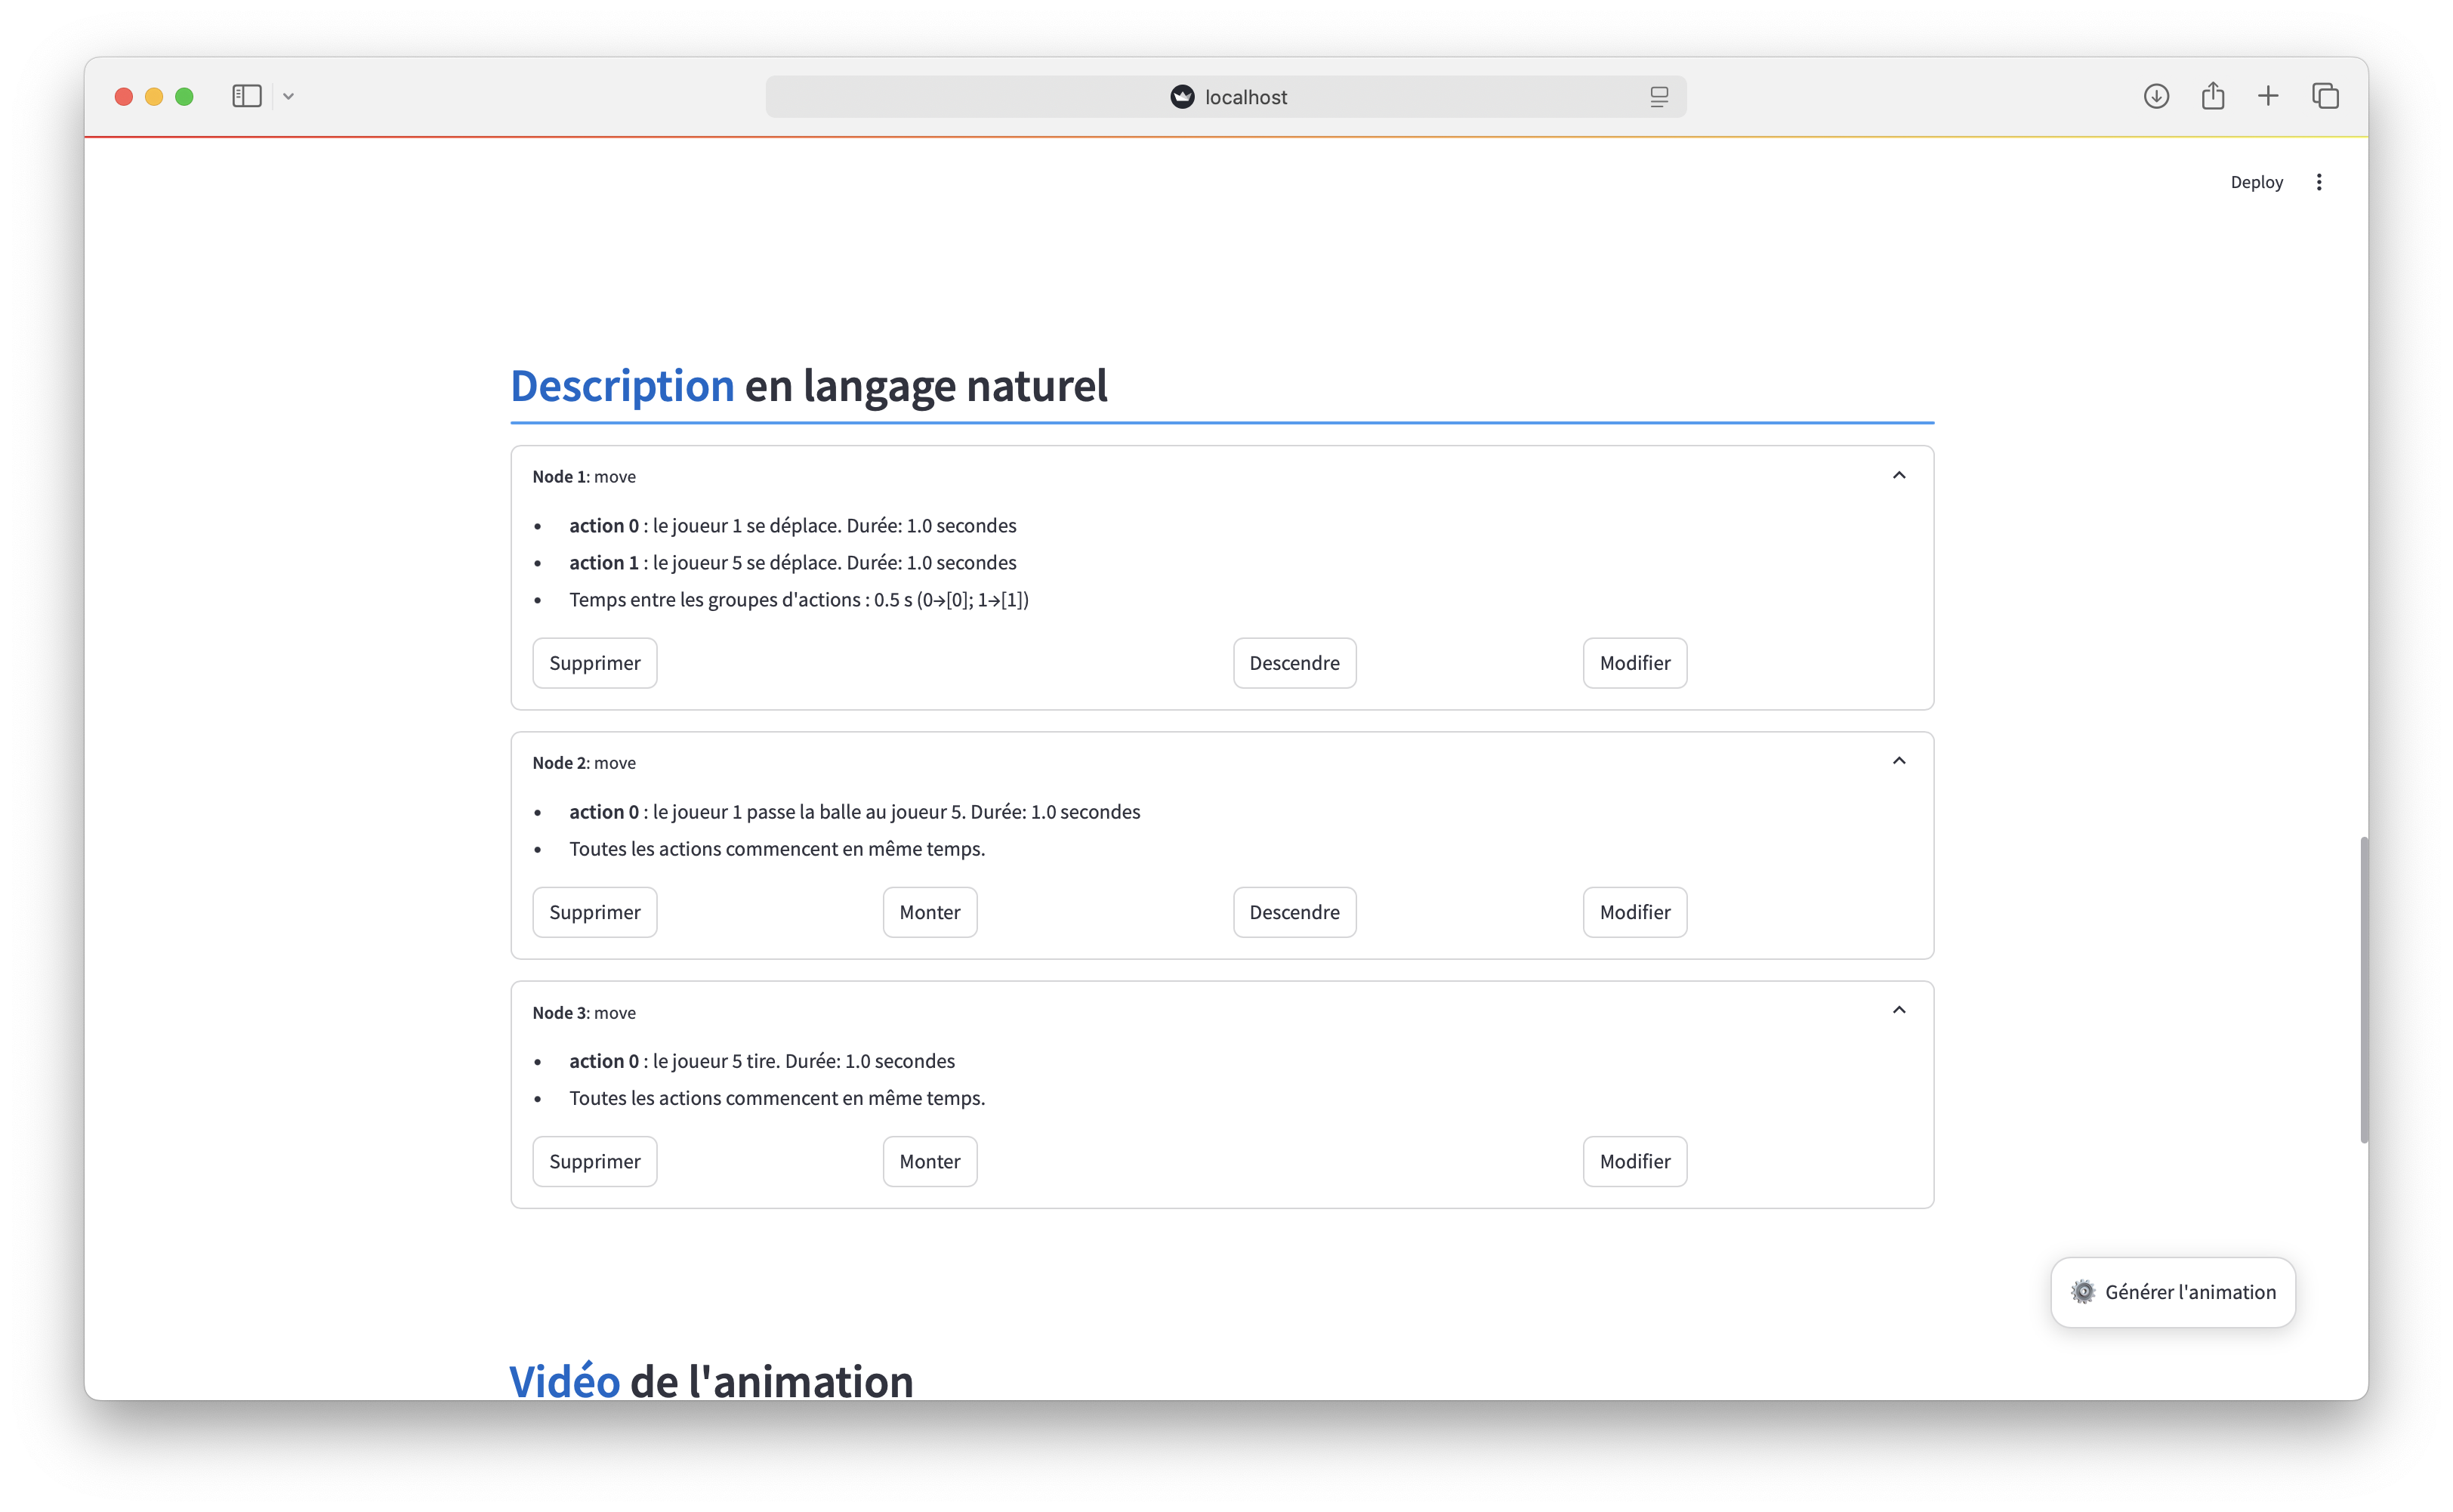 localhost
Deploy
Description en langage naturel
Node 1: move
• action 0 : le joueur 1 se déplace. Durée: 1.0 secondes
• action 1 : le joueur 5 se déplace. Durée: 1.0 secondes
• Temps entre les groupes d'actions : 0.5 s (0→[0]; 1→[1])
Supprimer Descendre Modifier
Node 2: move
• action 0 : le joueur 1 passe la balle au joueur 5. Durée: 1.0 secondes
• Toutes les actions commencent en même temps.
Supprimer Monter Descendre Modifier
Node 3: move
• action 0 : le joueur 5 tire. Durée: 1.0 secondes
• Toutes les actions commencent en même temps.
Supprimer Monter Modifier
Générer l'animation
Vidéo de l'animation